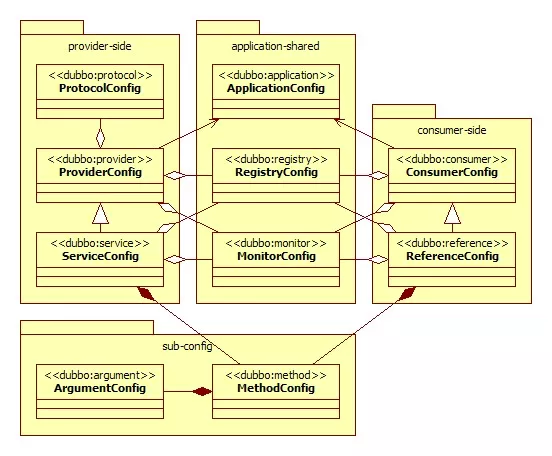 provider-side
application-shared
<<dubbo:protocol>>
ProtocolConfig
<<dubbo:application>>
ApplicationConfig
consumer-side
<<dubbo:provider>>
ProviderConfig
<<dubbo:registry>>
RegistryConfig
<<dubbo:consumer>>
ConsumerConfig
<<dubbo:service>>
ServiceConfig
<<dubbo:monitor>>
MonitorConfig
<<dubbo:reference>>
ReferenceConfig
sub-config
<<dubbo:argument>>
ArgumentConfig
<<dubbo:method>>
MethodConfig